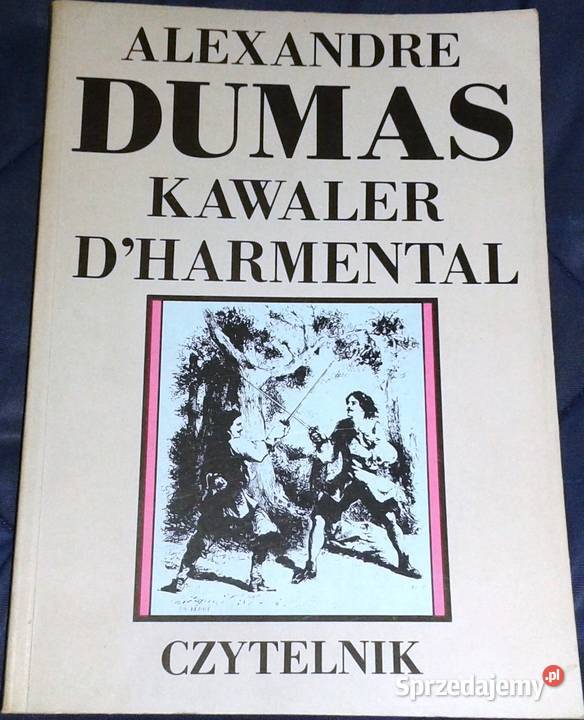 ALEXANDRE
DUMAS
KAWALER
D'HARMENTAL
CZYTELNIK
Sprzedajemy.pl